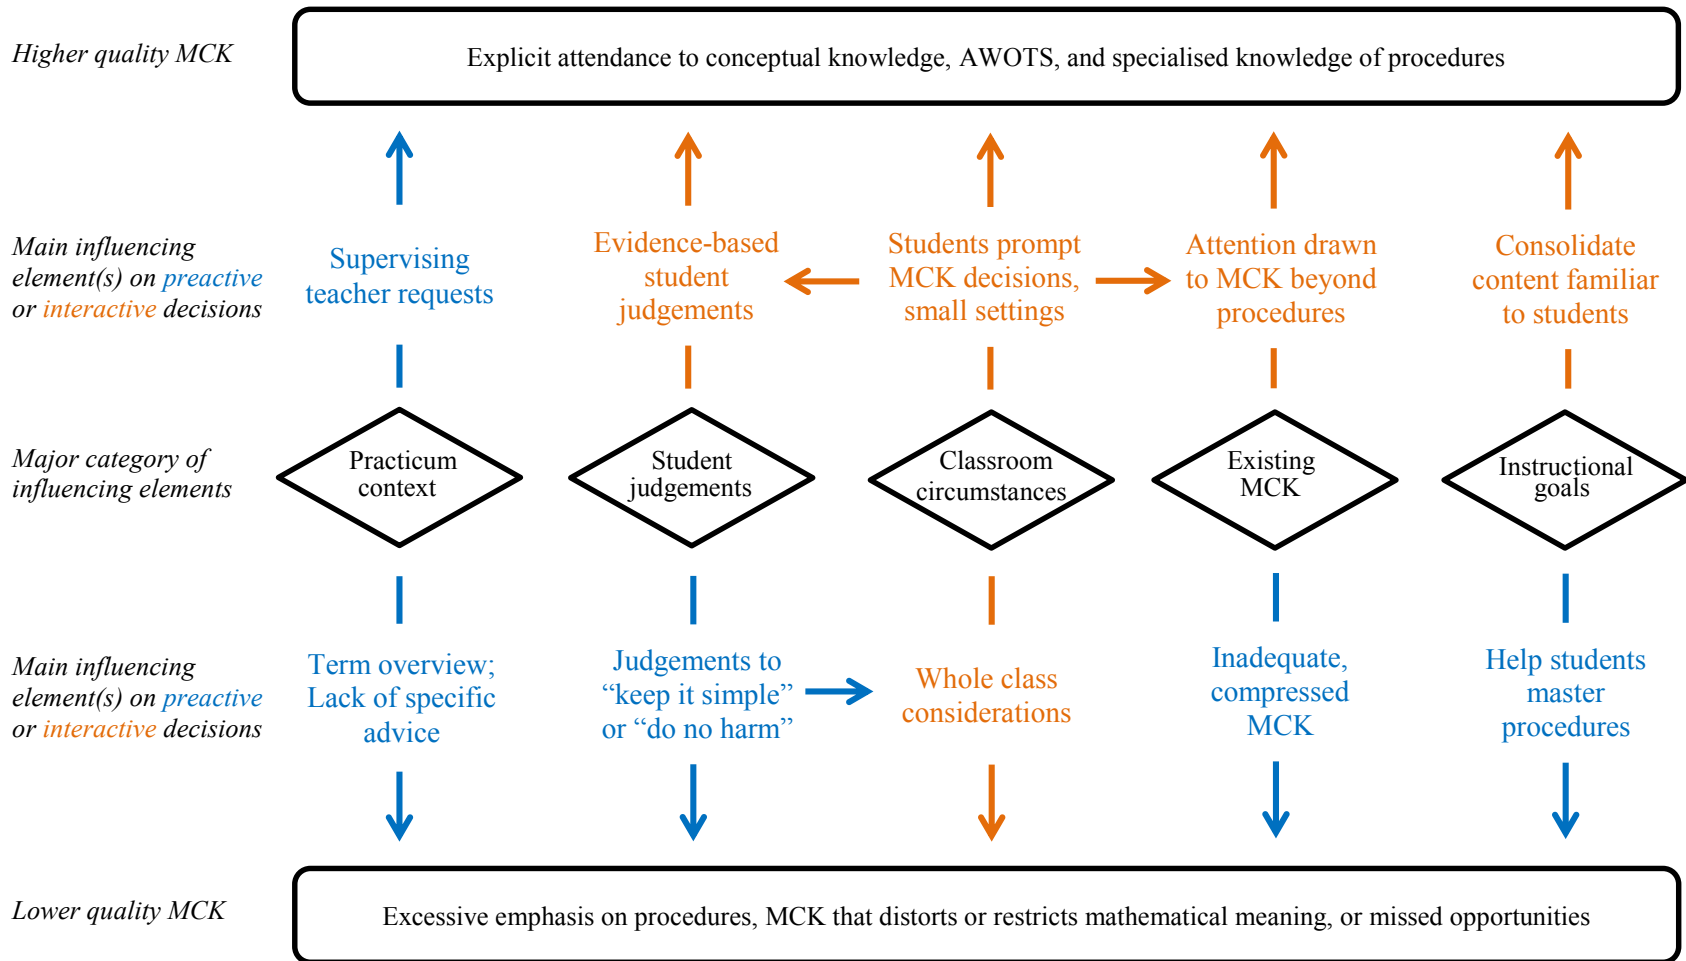 Higher quality MCK
Explicit attendance to conceptual knowledge, AWOTS, and specialised knowledge of procedures
Main influencing
element(s) on preactive
or interactive decisions
Supervising
teacher requests
Evidence-based
student
judgements
Students prompt
MCK decisions,
small settings
Attention drawn
to MCK beyond
procedures
Consolidate
content familiar
to students
Major category of
influencing elements
Practicum
context
Student
judgements
Classroom
circumstances
Existing
MCK
Instructional
goals
Main influencing
element(s) on preactive
or interactive decisions
Term overview;
Lack of specific
advice
Judgements to
“keep it simple”
or “do no harm”
Whole class
considerations
Inadequate,
compressed
MCK
Help students
master
procedures
Lower quality MCK
Excessive emphasis on procedures, MCK that distorts or restricts mathematical meaning, or missed opportunities